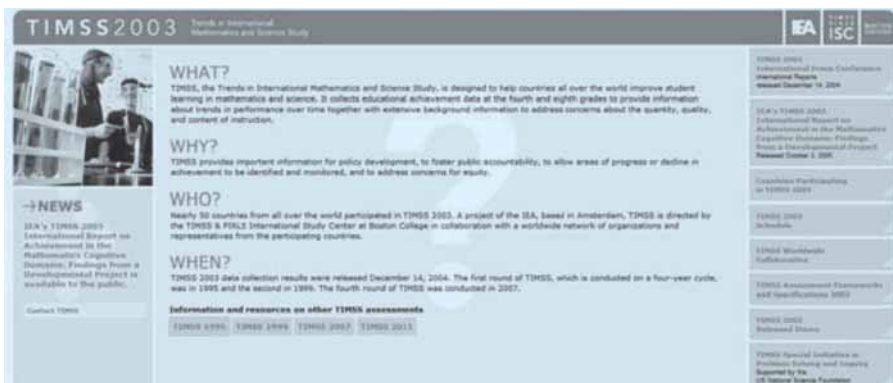 TIMSS2003 Trends in International
Mathematics and Science Study
IEA TIMSS PIRLS ISC BOSTON COLLEGE
WHAT?
TIMSS, the Trends in International Mathematics and Science Study, is designed to help countries all over the world improve student
learning in mathematics and science. It collects educational achievement data at the fourth and eighth grades to provide information
about trends in performance over time together with extensive background information to address concerns about the quantity, quality,
and content of instruction.
WHY?
TIMSS provides important information for policy development, to foster public accountability, to allow areas of progress or decline in
achievement to be identified and monitored, and to address concerns for equity.
WHO?
Nearly 50 countries from all over the world participated in TIMSS 2003. A project of the IEA, based in Amsterdam, TIMSS is directed by
the TIMSS & PIRLS International Study Center at Boston College in collaboration with a worldwide network of organizations and
representatives from the participating countries.
WHEN?
TIMSS 2003 data collection results were released December 14, 2004. The first round of TIMSS, which is conducted on a four-year cycle,
was in 1995 and the second in 1999. The fourth round of TIMSS was conducted in 2007.
Information and resources on other TIMSS assessments
TIMSS 1995 TIMSS 1999 TIMSS 2007 TIMSS 2011
→NEWS
IEA's TIMSS 2003
International Report on
Achievement in the
Mathematics Cognitive
Domains: Findings from a
Developmental Project is
available to the public.
Contact TIMSS
TIMSS 2003
International Press Conference
International Reports
released December 14, 2004
IEA's TIMSS 2003
International Report on
Achievement in the Mathematics
Cognitive Domains: Findings
from a Developmental Project
Released October 3, 2005
Countries Participating
in TIMSS 2003
TIMSS 2003
Schedule
TIMSS Worldwide
Collaborative
TIMSS Assessment Frameworks
and Specifications 2003
TIMSS 2003
Released Items
TIMSS Special Initiative in
Problem Solving and Inquiry
Supported by the
US National Science Foundation